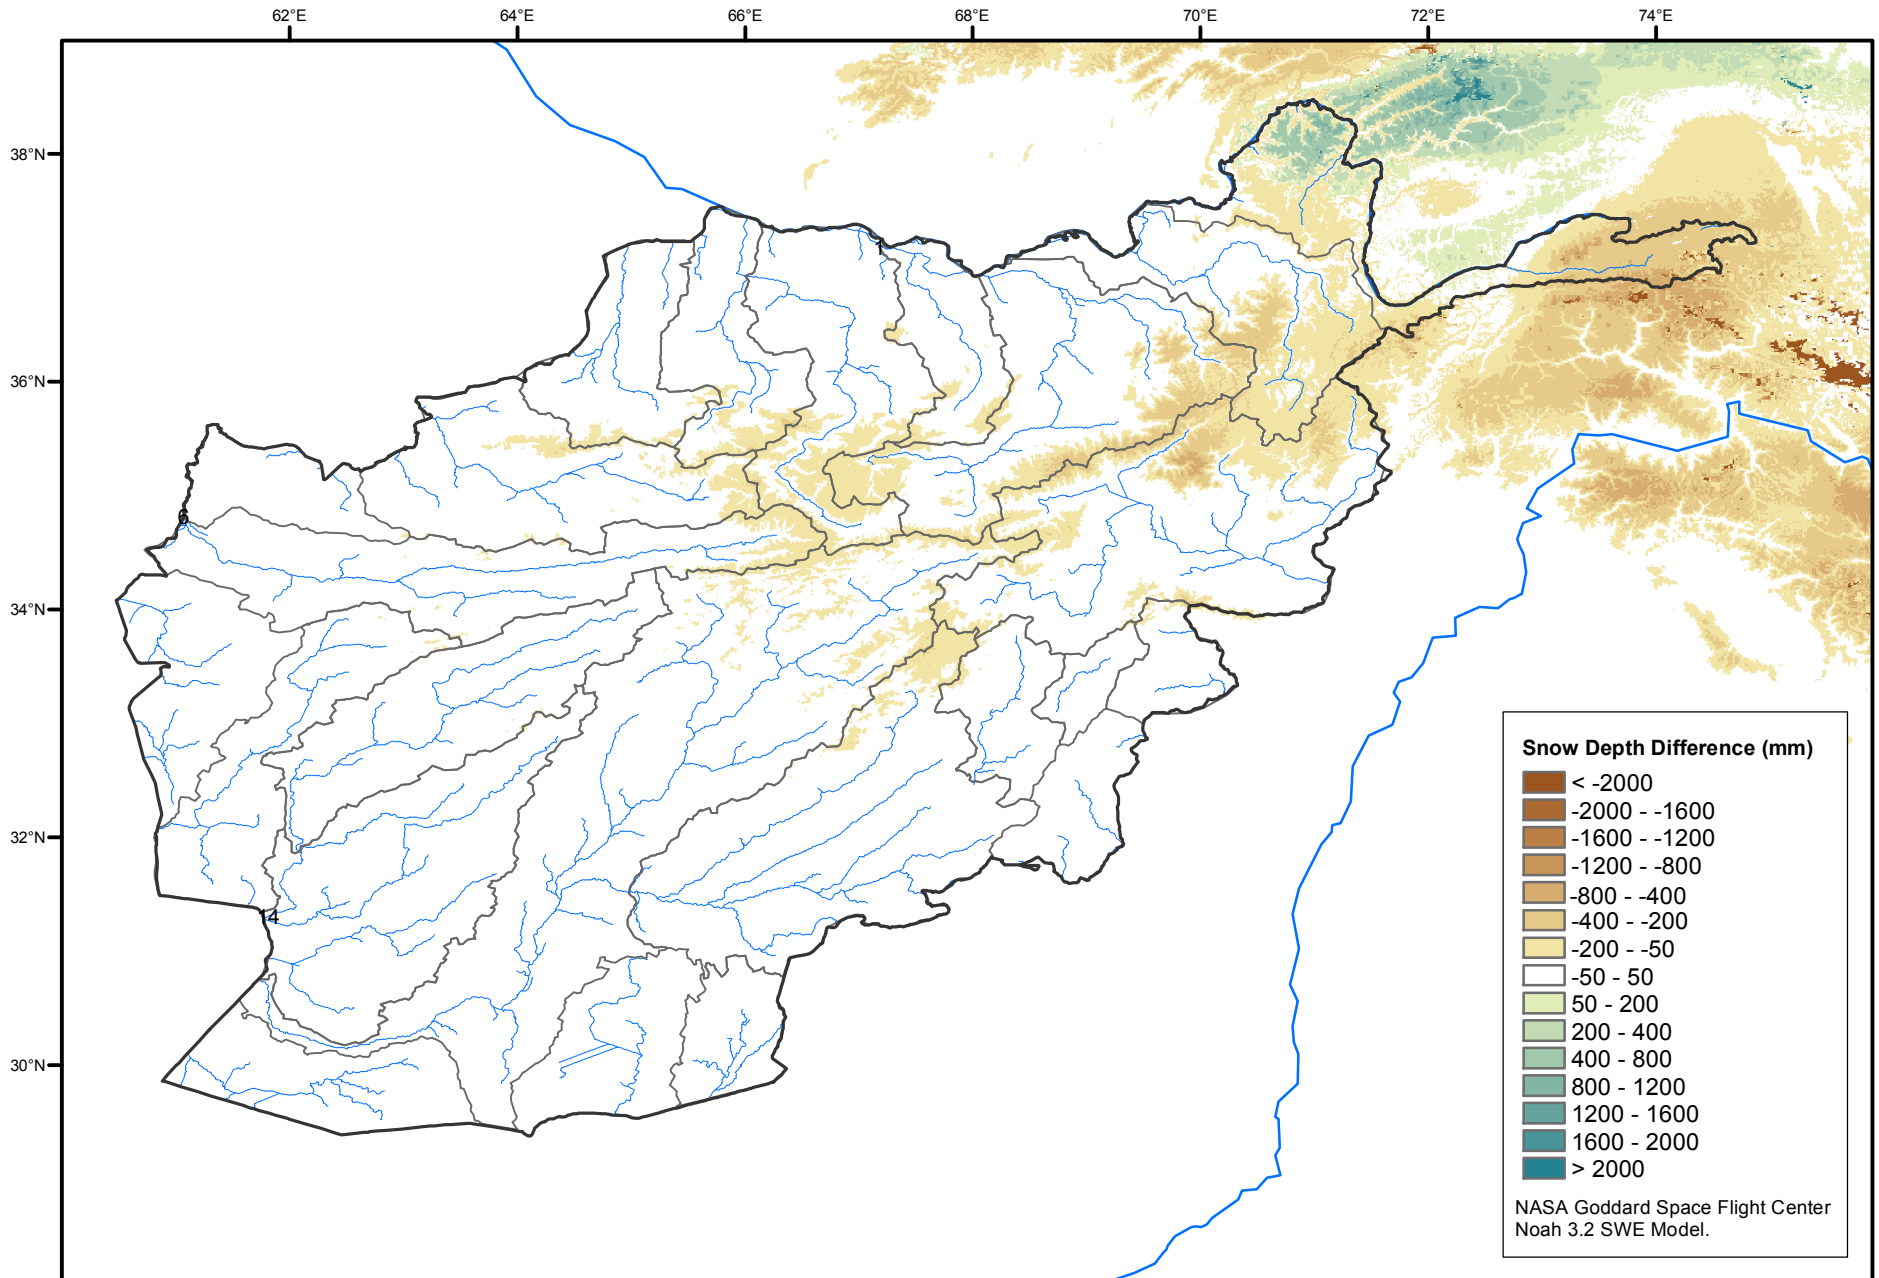 62°E
64°E
66°E
68°E
70°E
72°E
74°E
38°N
36°N
34°N
32°N
30°N
1
6
14
Snow Depth Difference (mm)
< -2000
-2000 - -1600
-1600 - -1200
-1200 - -800
-800 - -400
-400 - -200
-200 - -50
-50 - 50
50 - 200
200 - 400
400 - 800
800 - 1200
1200 - 1600
1600 - 2000
> 2000
NASA Goddard Space Flight Center
Noah 3.2 SWE Model.